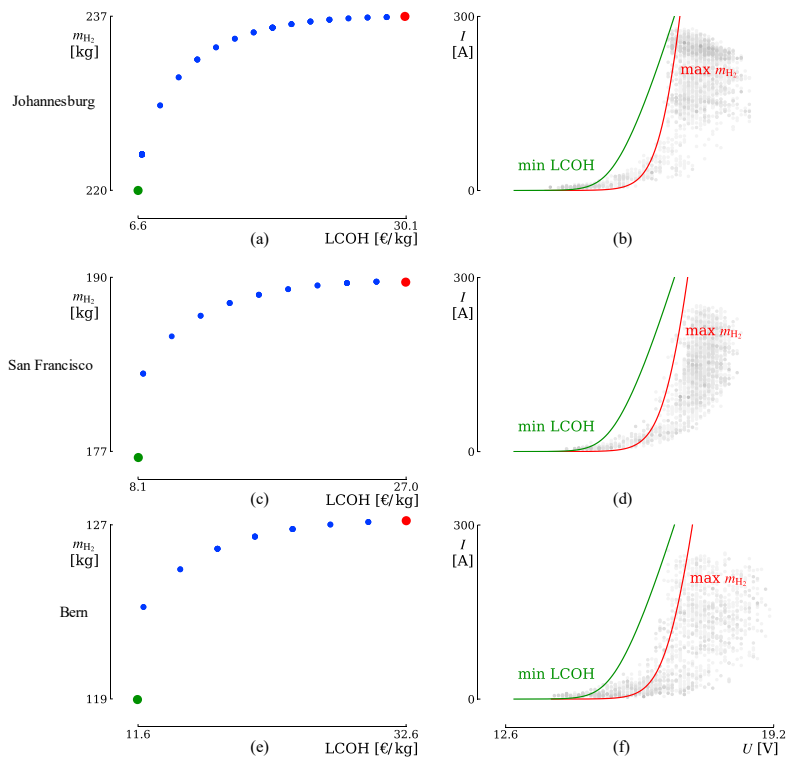 237
m_H₂
[kg]
Johannesburg
220
6.6
30.1
LCOH [€/kg]
(a)
300
I
[A]
max m_H₂
min LCOH
0
(b)
190
m_H₂
[kg]
San Francisco
177
8.1
27.0
LCOH [€/kg]
(c)
300
I
[A]
max m_H₂
min LCOH
0
(d)
127
m_H₂
[kg]
Bern
119
11.6
32.6
LCOH [€/kg]
(e)
300
I
[A]
max m_H₂
min LCOH
0
12.6
19.2
U [V]
(f)